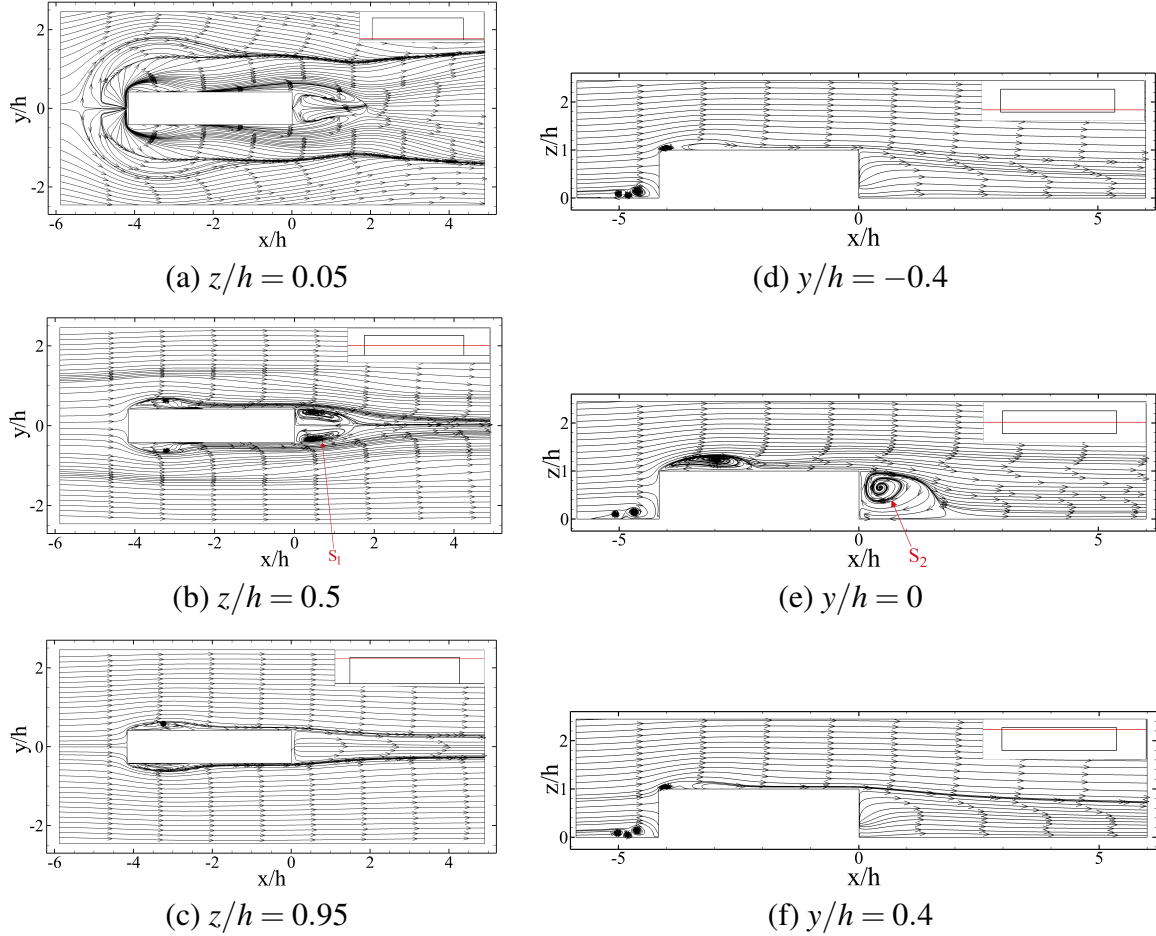 2
0
-2
y/h
-6
-4
-2
0
2
4
x/h
(a) z/h = 0.05
2
0
-2
y/h
-6
-4
-2
0
2
4
x/h
S1
(b) z/h = 0.5
2
0
-2
y/h
-6
-4
-2
0
2
4
x/h
(c) z/h = 0.95
2
1
0
z/h
-5
0
5
x/h
(d) y/h = −0.4
2
1
0
z/h
-5
0
5
x/h
S2
(e) y/h = 0
2
1
0
z/h
-5
0
5
x/h
(f) y/h = 0.4